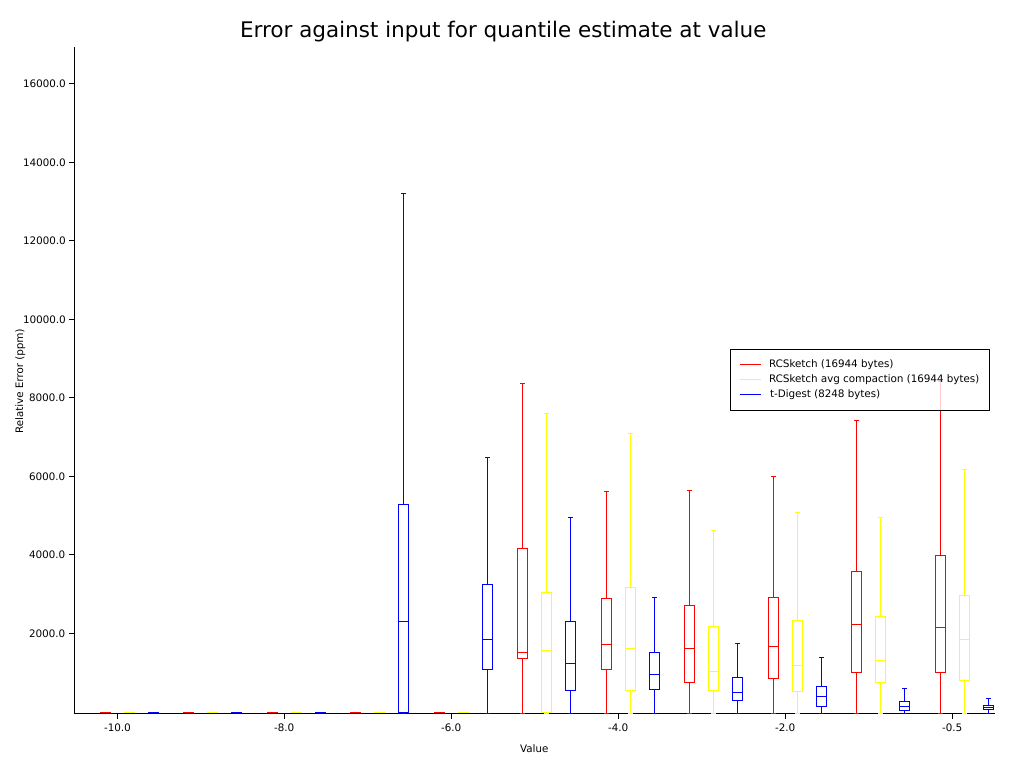 Error against input for quantile estimate at value
16000.0
14000.0
12000.0
10000.0
8000.0
6000.0
4000.0
2000.0
Relative Error (ppm)
RCSketch (16944 bytes)
RCSketch avg compaction (16944 bytes)
t-Digest (8248 bytes)
-10.0 -8.0 -6.0 -4.0 -2.0 -0.5
Value